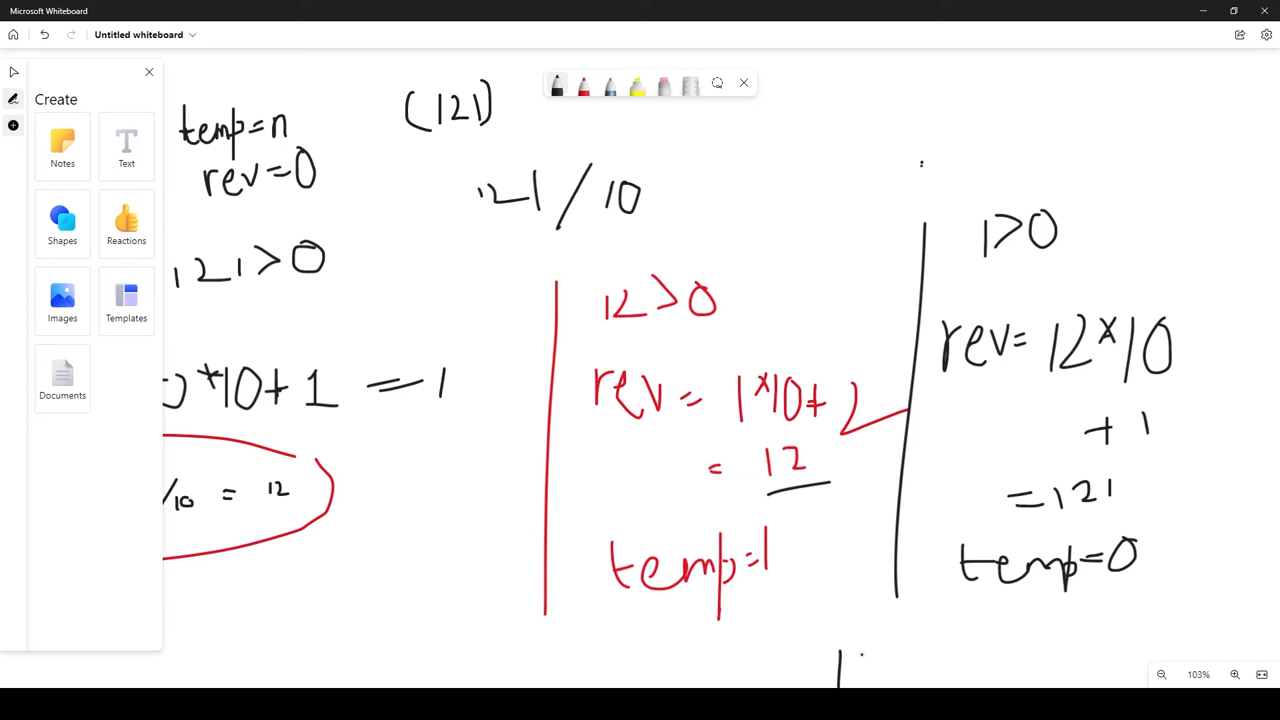 Microsoft Whiteboard
Untitled whiteboard
Create
Notes
Text
Shapes
Reactions
Images
Templates
Documents
temp=n
rev=0
(121)
121/10
121>0
*10+1 = 1
/10 = 12
12>0
rev = 1*10+2
= 12
temp=1
1>0
rev= 12*10
+ 1
=121
temp=0
103%